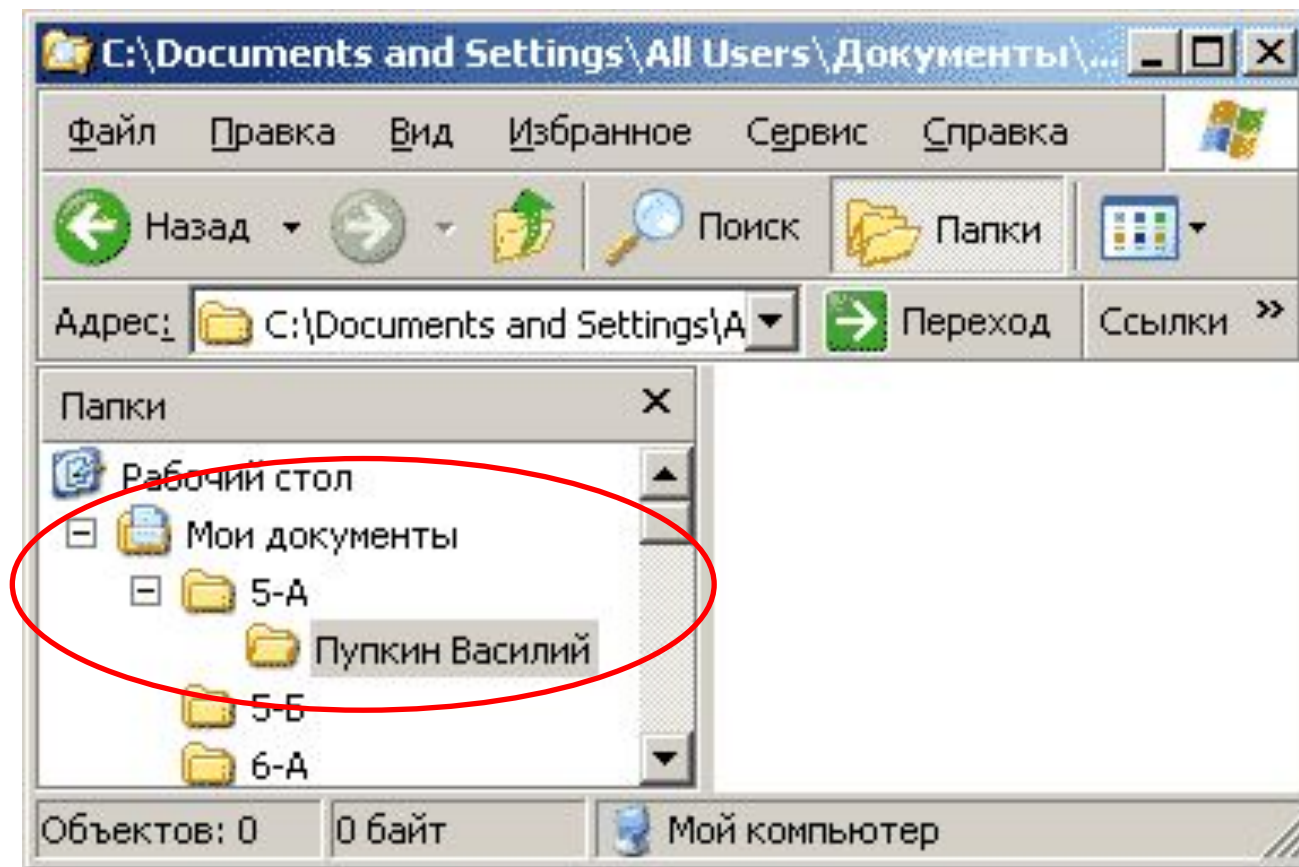 C:\Documents and Settings\All Users\Документы\...
Файл Правка Вид Избранное Сервис Справка
Назад Поиск Папки
Адрес: C:\Documents and Settings\A Переход Ссылки »
Папки
Рабочий стол
Мои документы
5-А
Пупкин Василий
5-Б
6-А
Объектов: 0 0 байт Мой компьютер